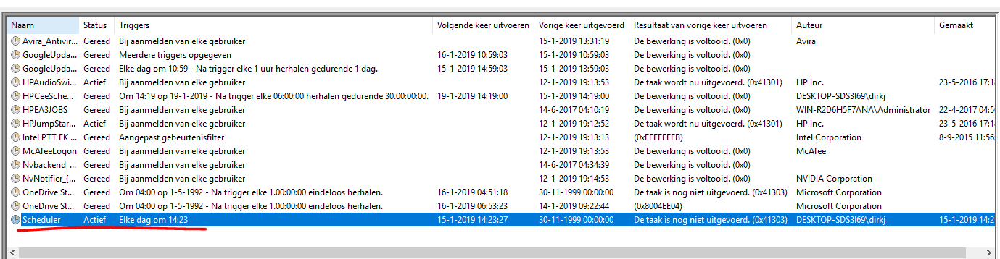 Naam Status Triggers Volgende keer uitvoeren Vorige keer uitgevoerd Resultaat van vorige keer uitvoeren Auteur Gemaakt
Avira_Antivir... Gereed Bij aanmelden van elke gebruiker 15-1-2019 13:31:19 De bewerking is voltooid. (0x0) Avira
GoogleUpda... Gereed Meerdere triggers opgegeven 16-1-2019 10:59:03 15-1-2019 10:59:03 De bewerking is voltooid. (0x0)
GoogleUpda... Gereed Elke dag om 10:59 - Na trigger elke 1 uur herhalen gedurende 1 dag. 15-1-2019 14:59:03 15-1-2019 13:59:03 De bewerking is voltooid. (0x0)
HPAudioSwi... Actief Bij aanmelden van elke gebruiker 12-1-2019 19:13:53 De taak wordt nu uitgevoerd. (0x41301) HP Inc. 23-5-2016 17:1
HPCeeSche... Gereed Om 14:19 op 19-1-2019 - Na trigger elke 06:00:00 herhalen gedurende 30.00:00:00. 19-1-2019 14:19:00 15-1-2019 14:19:00 De bewerking is voltooid. (0x0) DESKTOP-SDS3I69\dirkj
HPEA3JOBS Gereed Bij aanmelden van elke gebruiker 14-6-2017 04:10:19 De bewerking is voltooid. (0x0) WIN-R2D6H5F7ANA\Administrator 22-4-2017 04:5
HPJumpStar... Actief Bij aanmelden van elke gebruiker 12-1-2019 19:12:52 De taak wordt nu uitgevoerd. (0x41301) HP Inc. 23-5-2016 17:1
Intel PTT EK ... Gereed Aangepast gebeurtenisfilter 12-1-2019 19:13:13 (0xFFFFFFFB) Intel Corporation 8-9-2015 11:56
McAfeeLogon Gereed Bij aanmelden van elke gebruiker 12-1-2019 19:13:53 De bewerking is voltooid. (0x0) McAfee
Nvbackend_... Gereed Bij aanmelden van elke gebruiker 14-6-2017 04:34:39 De bewerking is voltooid. (0x0)
NvNotifier_{... Gereed Bij aanmelden van elke gebruiker 12-1-2019 19:14:53 De bewerking is voltooid. (0x0) NVIDIA Corporation
OneDrive St... Gereed Om 04:00 op 1-5-1992 - Na trigger elke 1.00:00:00 eindeloos herhalen. 16-1-2019 04:51:18 30-11-1999 00:00:00 De taak is nog niet uitgevoerd. (0x41303) Microsoft Corporation
OneDrive St... Gereed Om 04:00 op 1-5-1992 - Na trigger elke 1.00:00:00 eindeloos herhalen. 16-1-2019 06:53:23 14-1-2019 09:22:44 (0x8004EE04) Microsoft Corporation
Scheduler Actief Elke dag om 14:23 15-1-2019 14:23:27 30-11-1999 00:00:00 De taak is nog niet uitgevoerd. (0x41303) DESKTOP-SDS3I69\dirkj 15-1-2019 14:2